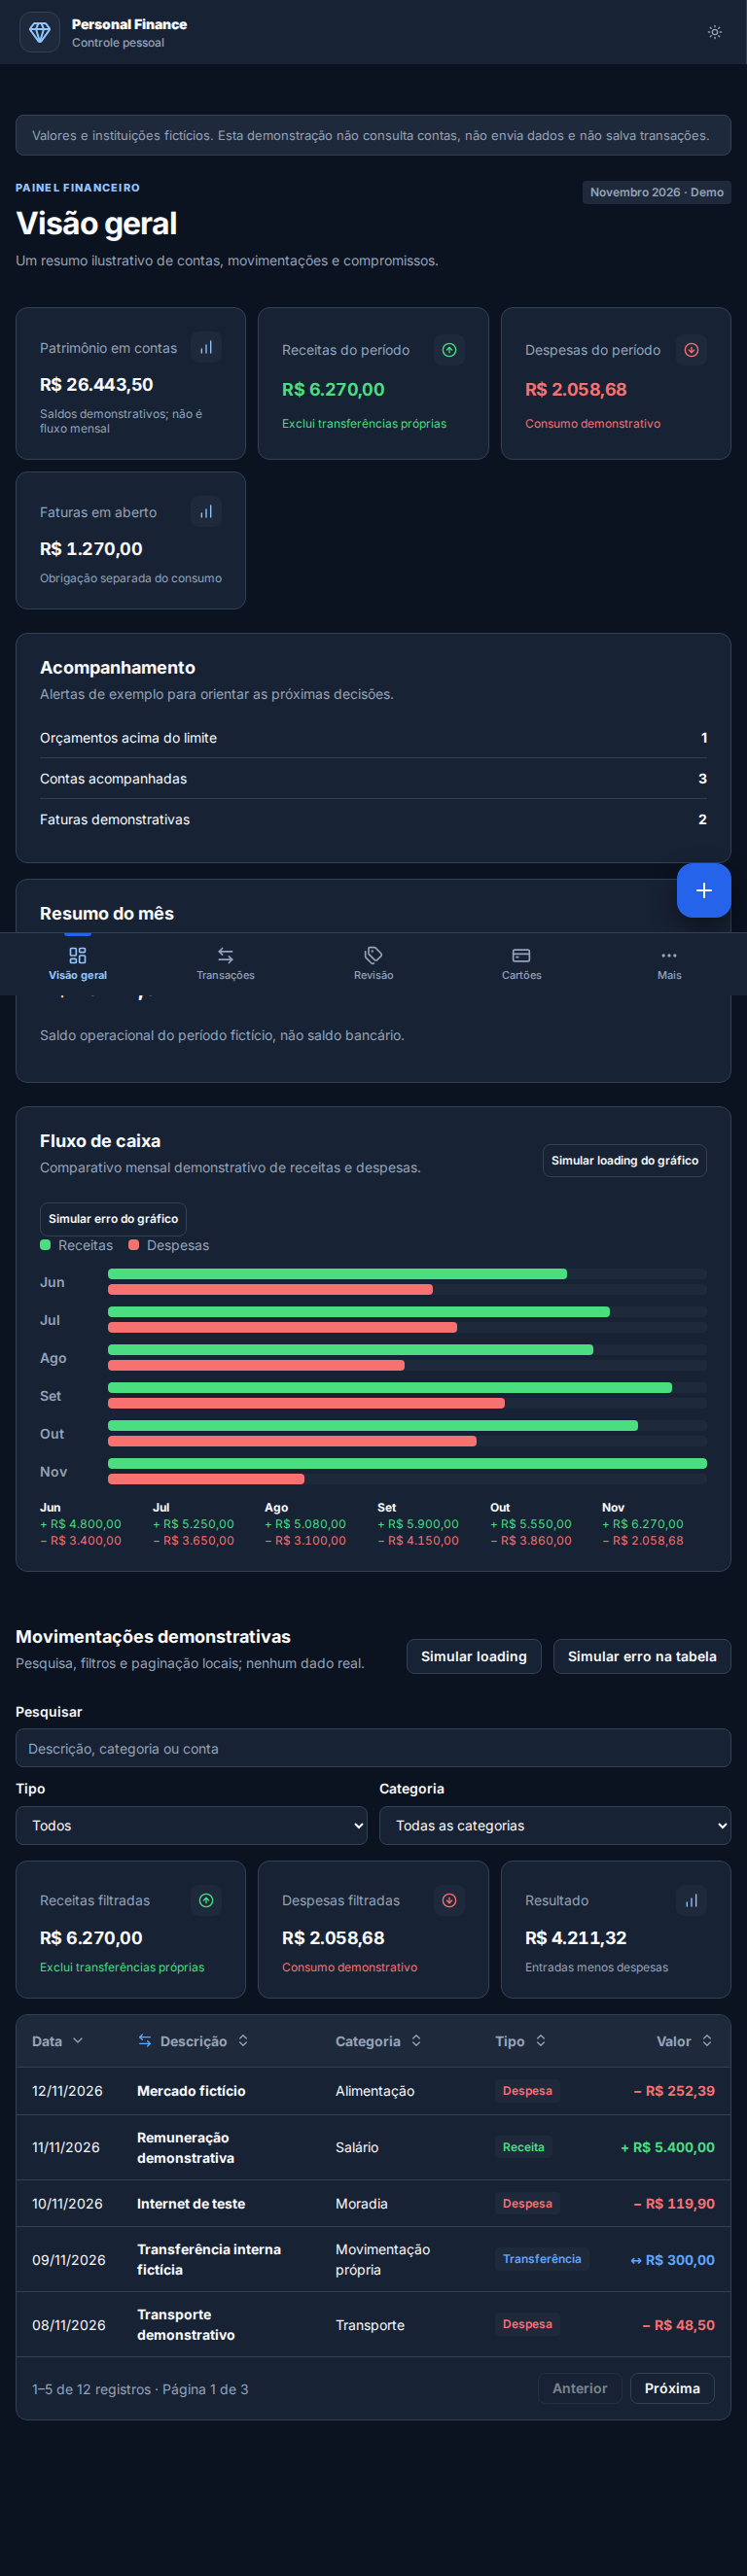 Personal Finance
Controle pessoal
Valores e instituições fictícios. Esta demonstração não consulta contas, não envia dados e não salva transações.
PAINEL FINANCEIRO
Novembro 2026 · Demo
Visão geral
Um resumo ilustrativo de contas, movimentações e compromissos.
Patrimônio em contas
R$ 26.443,50
Saldos demonstrativos; não é
fluxo mensal
Receitas do período
R$ 6.270,00
Exclui transferências próprias
Despesas do período
R$ 2.058,68
Consumo demonstrativo
Faturas em aberto
R$ 1.270,00
Obrigação separada do consumo
Acompanhamento
Alertas de exemplo para orientar as próximas decisões.
Orçamentos acima do limite 1
Contas acompanhadas 3
Faturas demonstrativas 2
Resumo do mês
Visão geral Transações Revisão Cartões Mais
Saldo operacional do período fictício, não saldo bancário.
Fluxo de caixa
Comparativo mensal demonstrativo de receitas e despesas.
Simular loading do gráfico
Simular erro do gráfico
Receitas Despesas
Jun
Jul
Ago
Set
Out
Nov
Jun Jul Ago Set Out Nov
+ R$ 4.800,00 + R$ 5.250,00 + R$ 5.080,00 + R$ 5.900,00 + R$ 5.550,00 + R$ 6.270,00
− R$ 3.400,00 − R$ 3.650,00 − R$ 3.100,00 − R$ 4.150,00 − R$ 3.860,00 − R$ 2.058,68
Movimentações demonstrativas
Pesquisa, filtros e paginação locais; nenhum dado real.
Simular loading Simular erro na tabela
Pesquisar
Descrição, categoria ou conta
Tipo Categoria
Todos Todas as categorias
Receitas filtradas
R$ 6.270,00
Exclui transferências próprias
Despesas filtradas
R$ 2.058,68
Consumo demonstrativo
Resultado
R$ 4.211,32
Entradas menos despesas
Data Descrição Categoria Tipo Valor
12/11/2026 Mercado fictício Alimentação Despesa − R$ 252,39
11/11/2026 Remuneração demonstrativa Salário Receita + R$ 5.400,00
10/11/2026 Internet de teste Moradia Despesa − R$ 119,90
09/11/2026 Transferência interna fictícia Movimentação própria Transferência ↔ R$ 300,00
08/11/2026 Transporte demonstrativo Transporte Despesa − R$ 48,50
1–5 de 12 registros · Página 1 de 3
Anterior Próxima